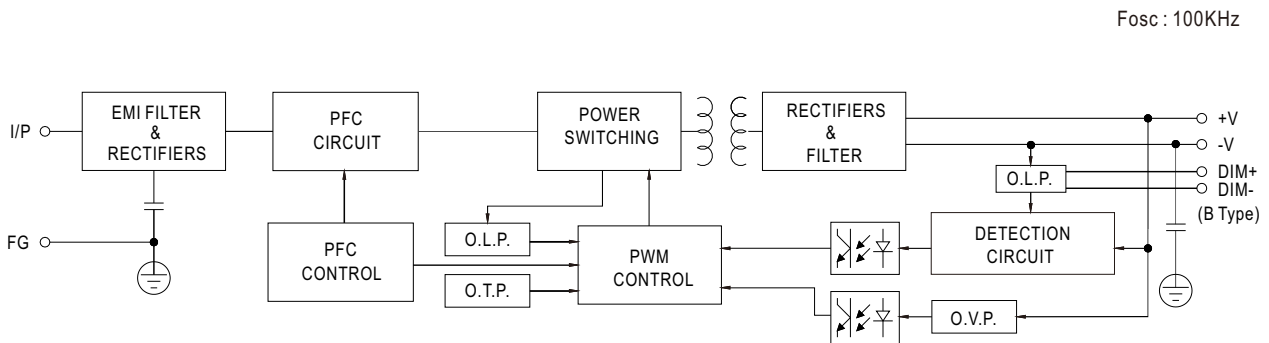 Fosc : 100KHz
I/P
EMI FILTER
&
RECTIFIERS
PFC
CIRCUIT
POWER
SWITCHING
RECTIFIERS
&
FILTER
+V
-V
O.L.P.
DIM+
DIM-
(B Type)
FG
PFC
CONTROL
O.L.P.
O.T.P.
PWM
CONTROL
DETECTION
CIRCUIT
O.V.P.